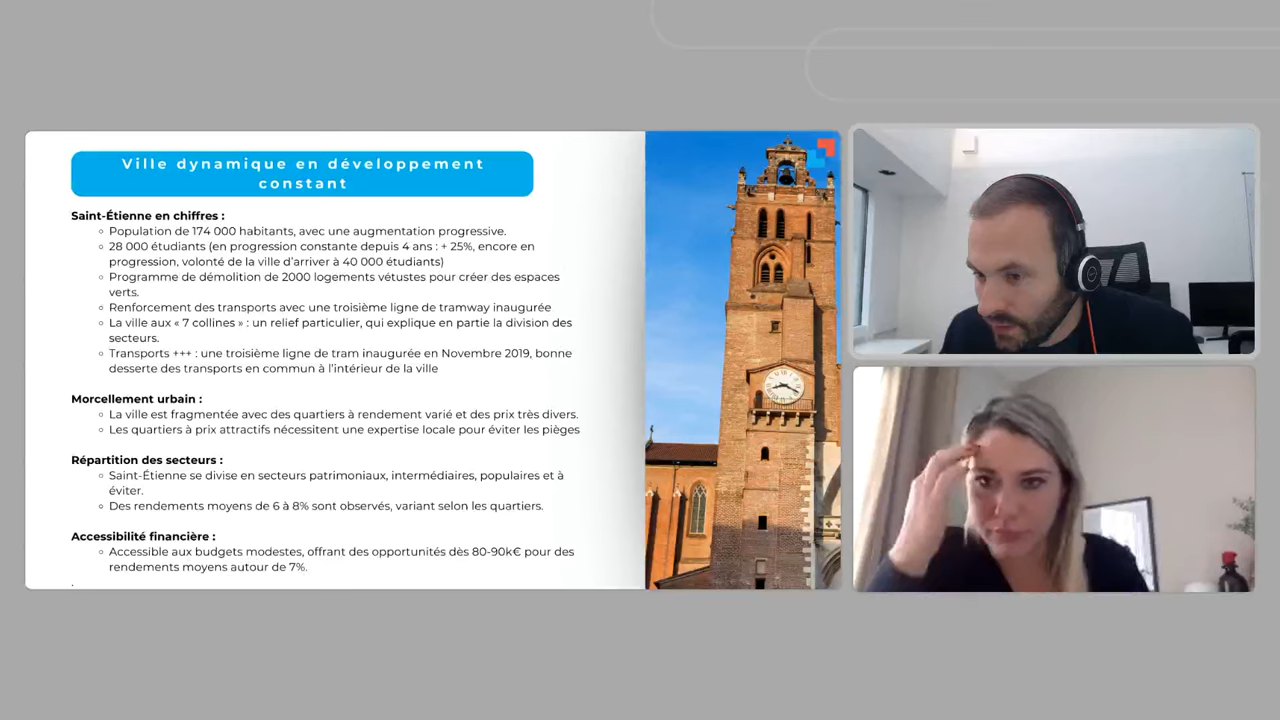 Ville dynamique en développement
constant
Saint-Étienne en chiffres :
◦ Population de 174 000 habitants, avec une augmentation progressive.
◦ 28 000 étudiants (en progression constante depuis 4 ans : + 25%, encore en
progression, volonté de la ville d'arriver à 40 000 étudiants)
◦ Programme de démolition de 2000 logements vétustes pour créer des espaces
verts.
◦ Renforcement des transports avec une troisième ligne de tramway inaugurée
◦ La ville aux « 7 collines » : un relief particulier, qui explique en partie la division des
secteurs.
◦ Transports +++ : une troisième ligne de tram inaugurée en Novembre 2019, bonne
desserte des transports en commun à l'intérieur de la ville
Morcellement urbain :
◦ La ville est fragmentée avec des quartiers à rendement varié et des prix très divers.
◦ Les quartiers à prix attractifs nécessitent une expertise locale pour éviter les pièges
Répartition des secteurs :
◦ Saint-Étienne se divise en secteurs patrimoniaux, intermédiaires, populaires et à
éviter.
◦ Des rendements moyens de 6 à 8% sont observés, variant selon les quartiers.
Accessibilité financière :
◦ Accessible aux budgets modestes, offrant des opportunités dès 80-90k€ pour des
rendements moyens autour de 7%.
.